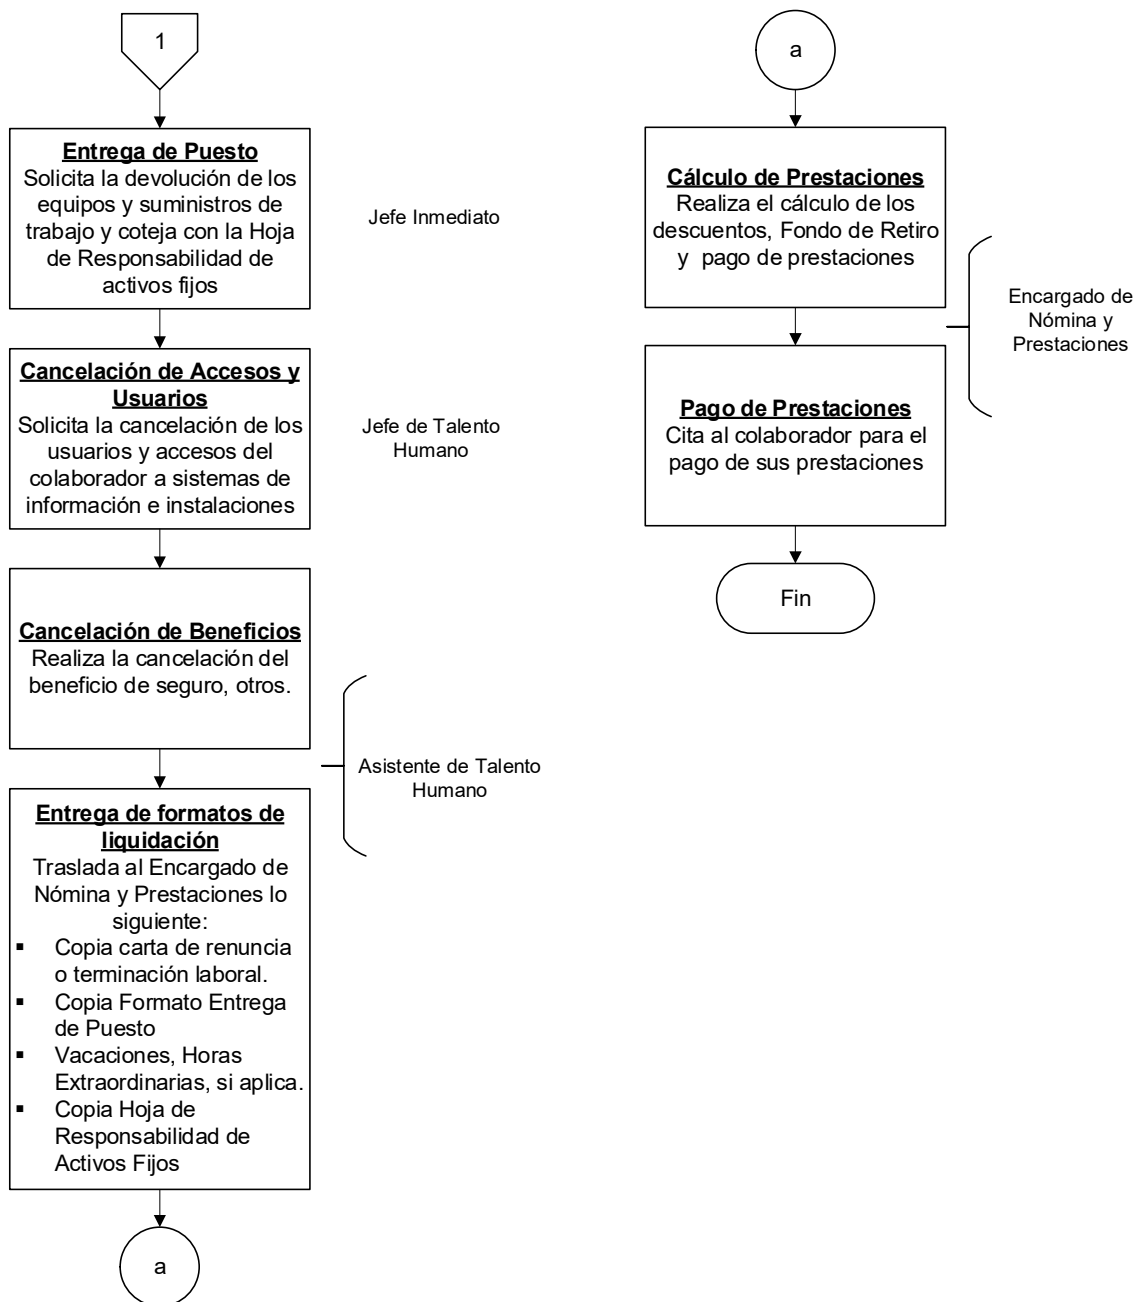 1
Entrega de Puesto
Solicita la devolución de los
equipos y suministros de
trabajo y coteja con la Hoja
de Responsabilidad de
activos fijos
Jefe Inmediato
Cancelación de Accesos y
Usuarios
Solicita la cancelación de los
usuarios y accesos del
colaborador a sistemas de
información e instalaciones
Jefe de Talento
Humano
Cancelación de Beneficios
Realiza la cancelación del
beneficio de seguro, otros.
Asistente de Talento
Humano
Entrega de formatos de
liquidación
Traslada al Encargado de
Nómina y Prestaciones lo
siguiente:
▪ Copia carta de renuncia
o terminación laboral.
▪ Copia Formato Entrega
de Puesto
▪ Vacaciones, Horas
Extraordinarias, si aplica.
▪ Copia Hoja de
Responsabilidad de
Activos Fijos
a
a
Cálculo de Prestaciones
Realiza el cálculo de los
descuentos, Fondo de Retiro
y pago de prestaciones
Encargado de
Nómina y
Prestaciones
Pago de Prestaciones
Cita al colaborador para el
pago de sus prestaciones
Fin